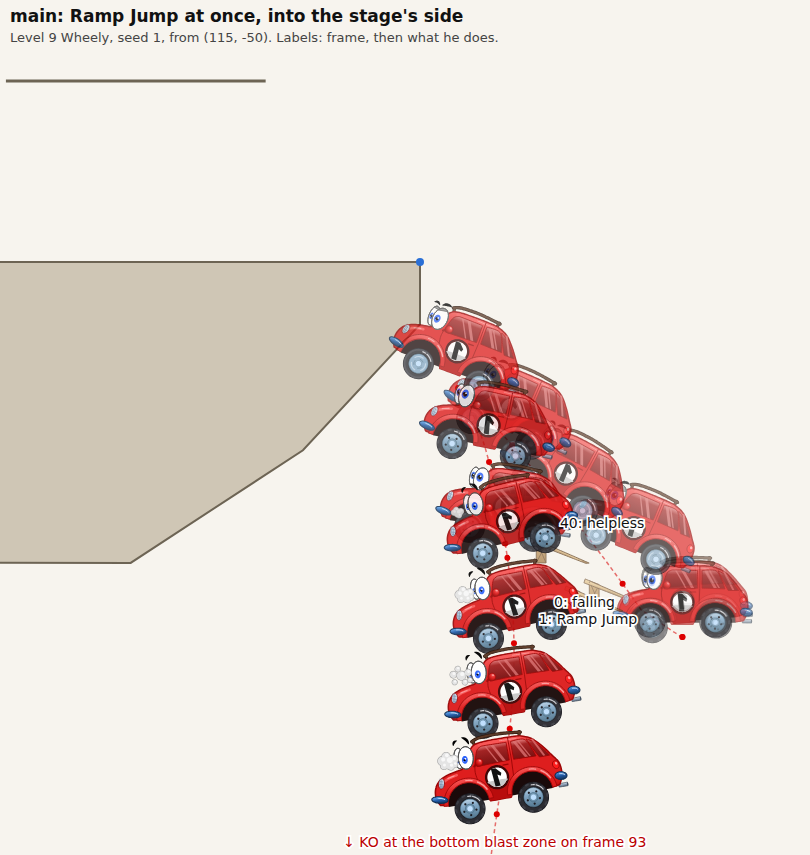 main: Ramp Jump at once, into the stage's side
Level 9 Wheely, seed 1, from (115, -50). Labels: frame, then what he does.
40: helpless
0: falling
1: Ramp Jump
↓ KO at the bottom blast zone on frame 93